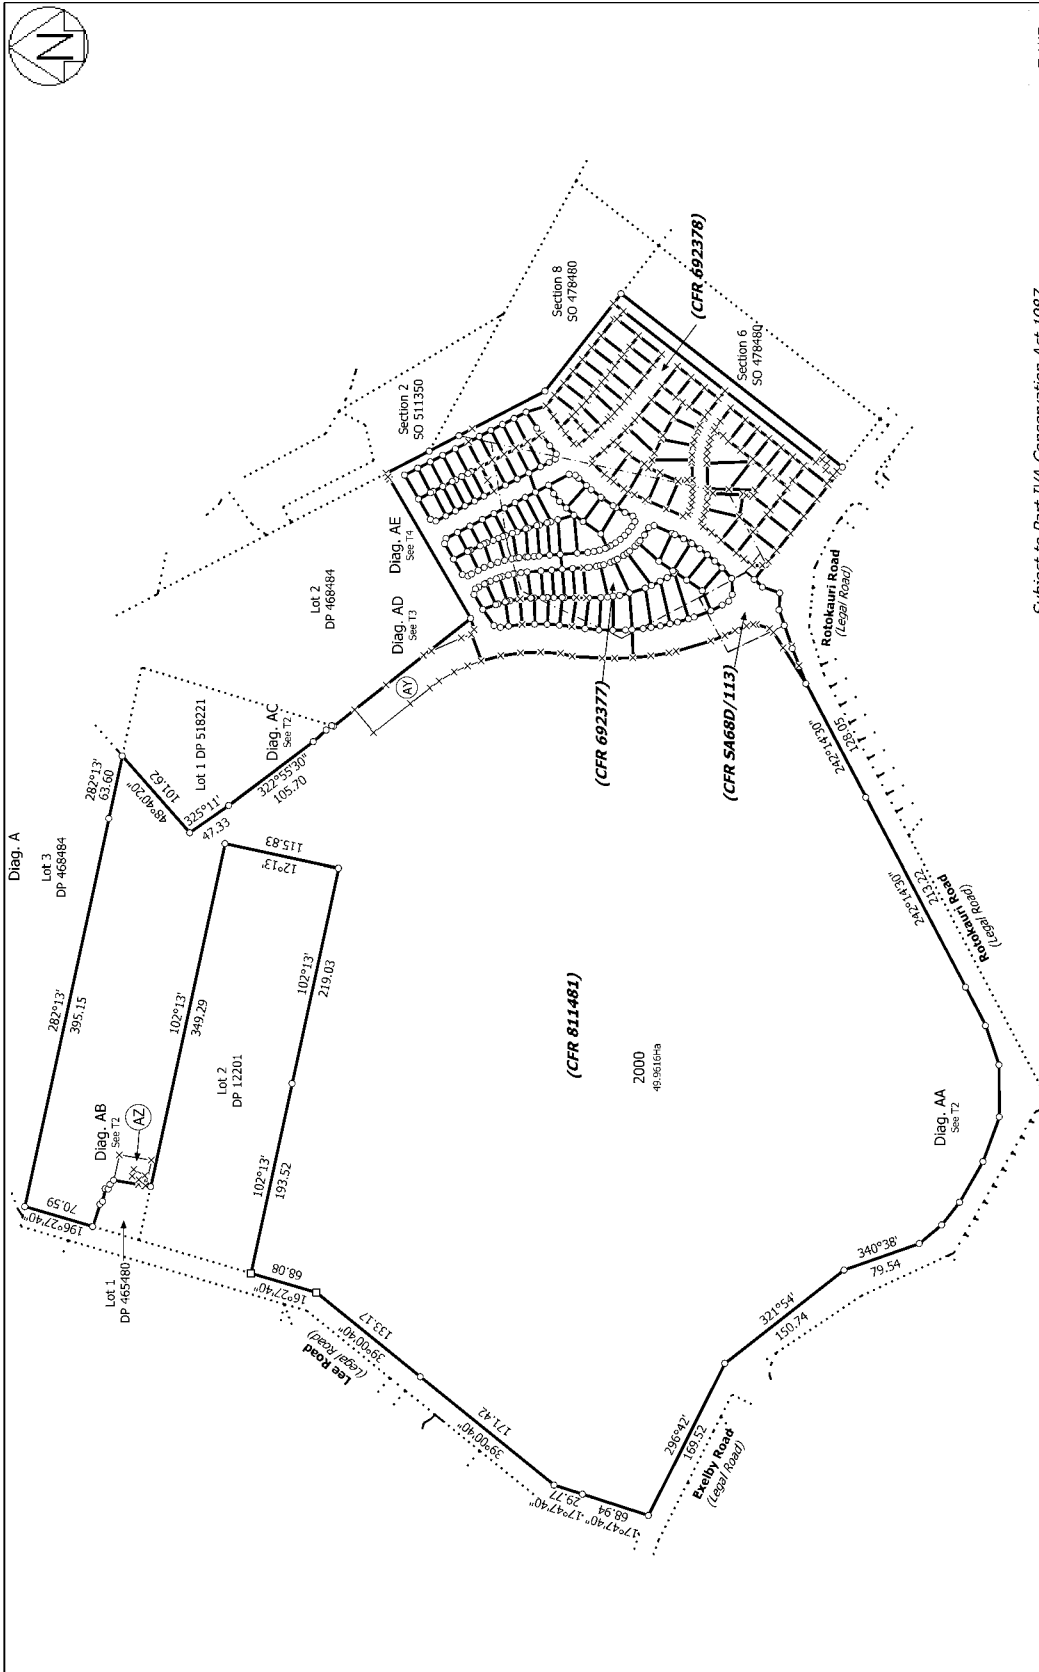 N
Diag. A
Lot 3
DP 468484
282°13'
63.60
48°40'20"
101.62
Lot 1 DP 518221
325°11'
47.33
Diag. AC
See T2
322°55'30"
105.70
282°13'
395.15
102°13'
349.29
12°13'
115.83
Lot 2
DP 12201
102°13'
219.03
102°13'
193.52
Diag. AB
See T2
AZ
70.59
196°27'40"
Lot 1
DP 465480
68.08
16°27'40"
133.17
39°00'40"
Lee Road
(Legal Road)
171.42
39°00'40"
29.77
17°47'40"
68.94
17°47'40"
296°42'
169.52
Exelby Road
(Legal Road)
321°54'
150.74
340°38'
79.54
Diag. AA
See T2
(CFR 811481)
2000
49.9616Ha
Lot 2
DP 468484
Diag. AD
See T3
Diag. AE
See T4
AY
Section 2
SO 511350
Section 8
SO 478480
(CFR 692378)
Section 6
SO 478480
(CFR 692377)
(CFR SA68D/113)
Rotokauri Road
(Legal Road)
242°14'30"
128.05
242°14'30"
213.22
Rotokauri Road
(Legal Road)
Subject to Part IVA Conservation Act 1987